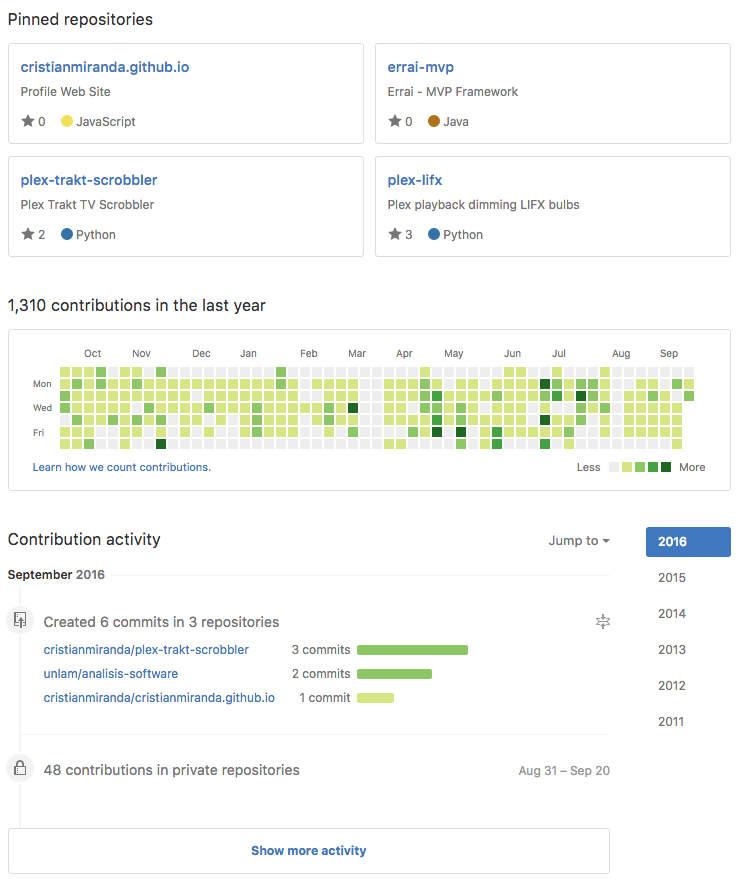 Pinned repositories
cristianmiranda.github.io
Profile Web Site
0 JavaScript
errai-mvp
Errai - MVP Framework
0 Java
plex-trakt-scrobbler
Plex Trakt TV Scrobbler
2 Python
plex-lifx
Plex playback dimming LIFX bulbs
3 Python
1,310 contributions in the last year
Oct Nov Dec Jan Feb Mar Apr May Jun Jul Aug Sep
Mon
Wed
Fri
Learn how we count contributions.
Less More
Contribution activity
Jump to
2016
2015
2014
2013
2012
2011
September 2016
Created 6 commits in 3 repositories
cristianmiranda/plex-trakt-scrobbler 3 commits
unlam/analisis-software 2 commits
cristianmiranda/cristianmiranda.github.io 1 commit
48 contributions in private repositories Aug 31 – Sep 20
Show more activity